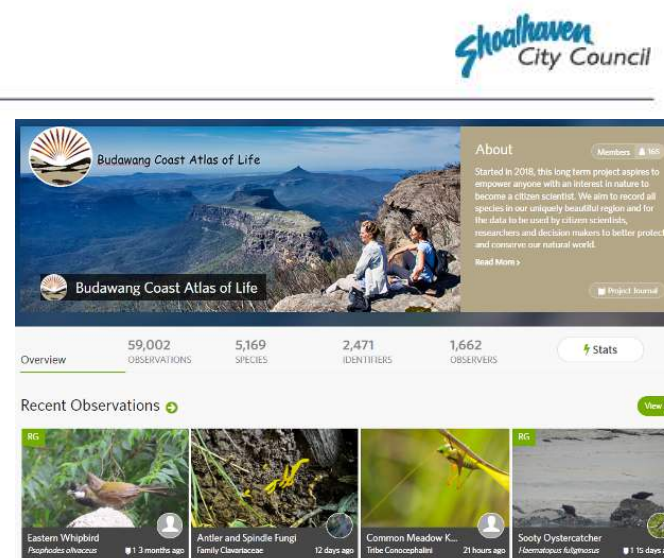 Shoalhaven
City Council
Budawang Coast Atlas of Life
About
Members 168
Started in 2018, this long term project aspires to
empower anyone with an interest in nature to
become a citizen scientist. We aim to record all
species in our uniquely beautiful region and for
the data to be used by citizen scientists,
researchers and decision makers to better protect
and conserve our natural world.
Read More >
Budawang Coast Atlas of Life
Project Journal
Overview
59,002
OBSERVATIONS
5,169
SPECIES
2,471
IDENTIFIERS
1,662
OBSERVERS
Stats
Recent Observations
View
RG
Eastern Whipbird
Psophodes olivaceus
1 3 months ago
Antler and Spindle Fungi
Family Clavariaceae
12 days ago
Common Meadow K...
Tribe Conocephalini
21 hours ago
RG
Sooty Oystercatcher
Haematopus fuliginosus
1 15 d